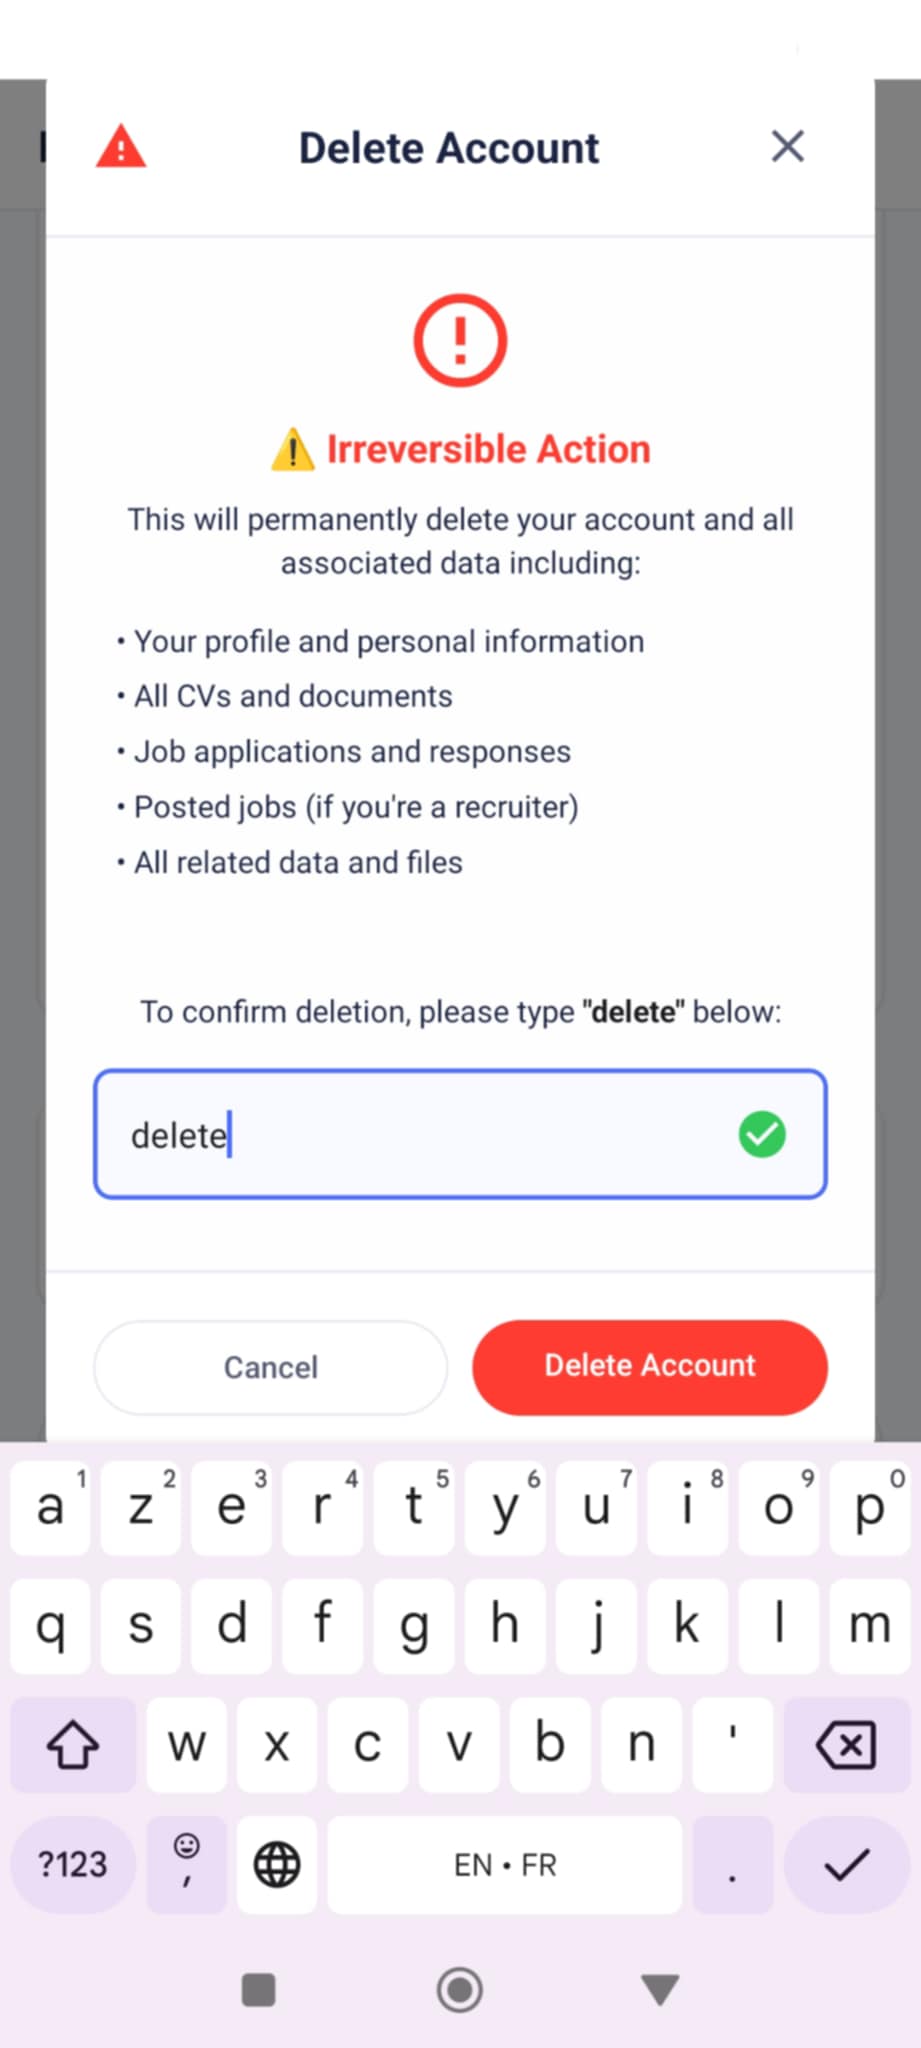 Delete Account
⚠️ Irreversible Action
This will permanently delete your account and all
associated data including:
• Your profile and personal information
• All CVs and documents
• Job applications and responses
• Posted jobs (if you're a recruiter)
• All related data and files
To confirm deletion, please type "delete" below:
delete
Cancel Delete Account
a 1 z 2 e 3 r 4 t 5 y 6 u 7 i 8 o 9 p 0
q s d f g h j k l m
w x c v b n '
?123 , EN • FR .